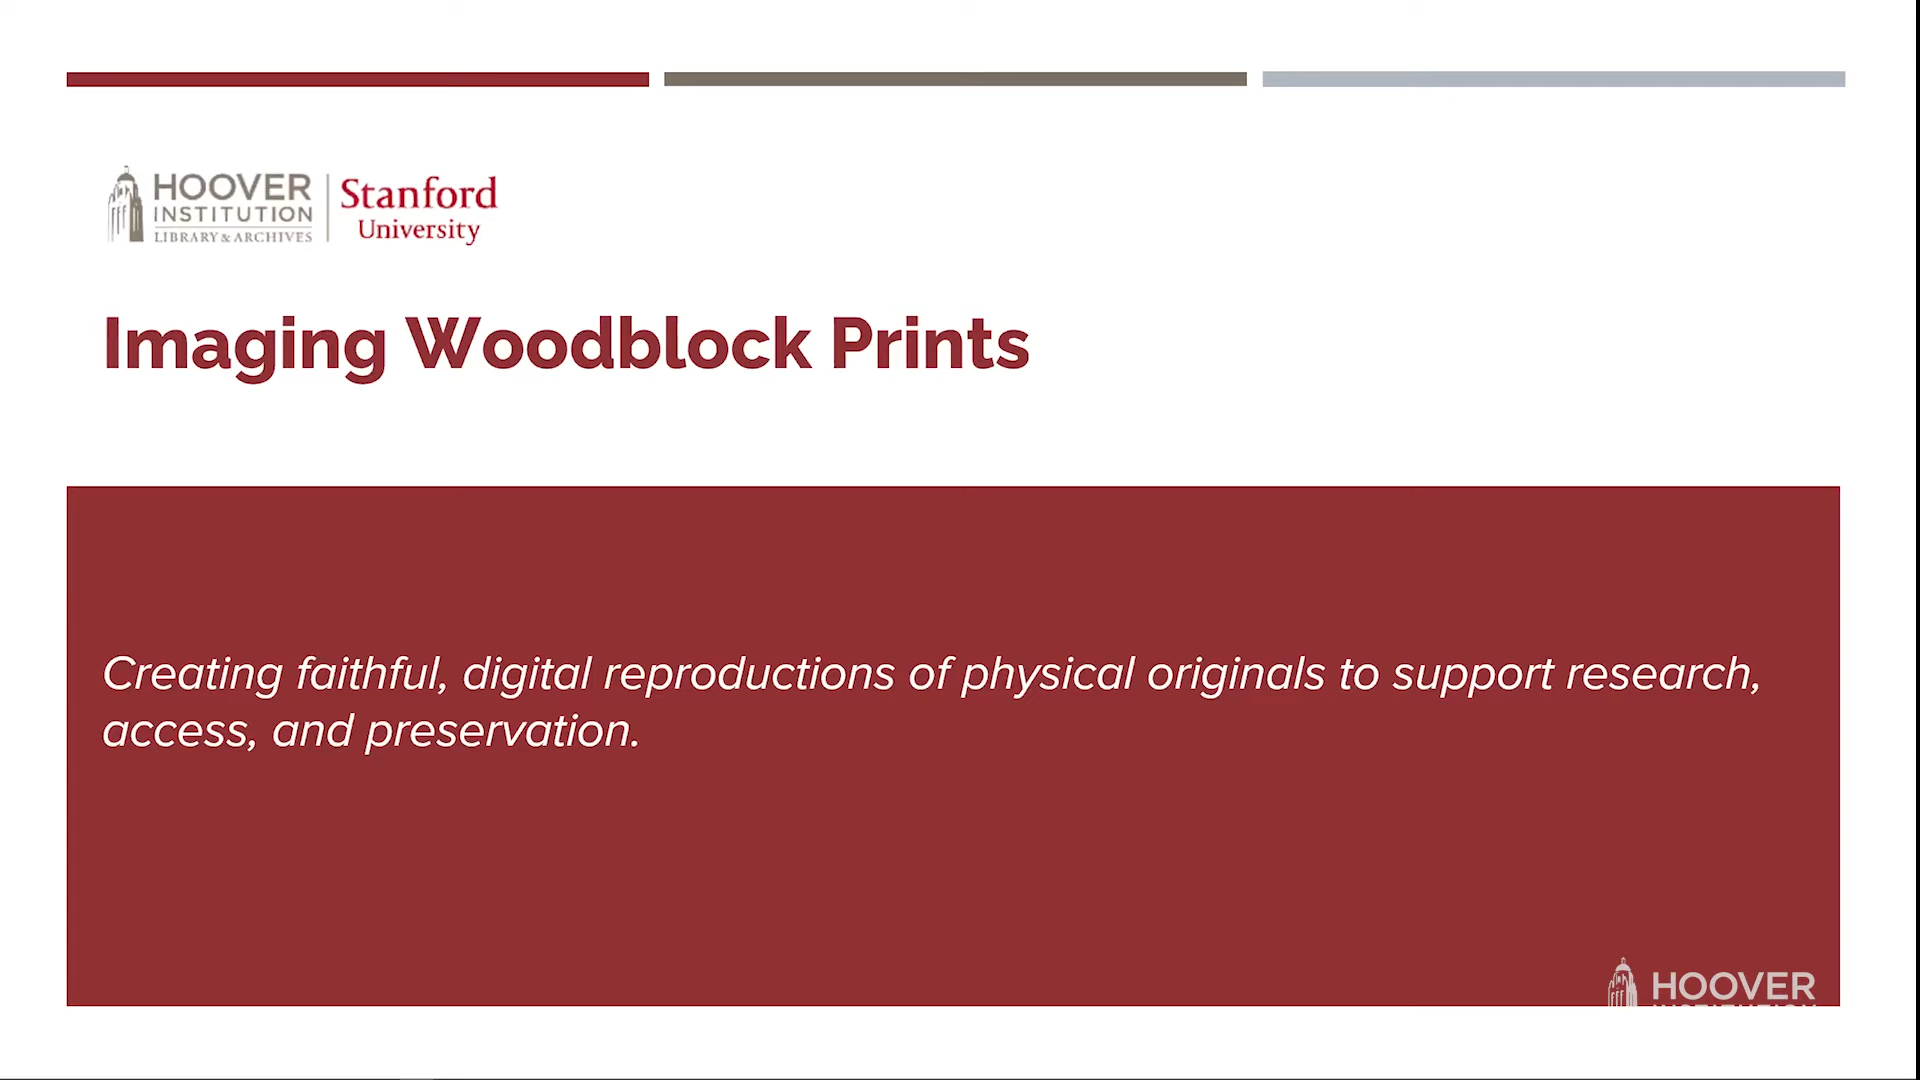 HOOVER
INSTITUTION
LIBRARY & ARCHIVES
Stanford
University
Imaging Woodblock Prints
Creating faithful, digital reproductions of physical originals to support research,
access, and preservation.
HOOVER
INSTITUTION